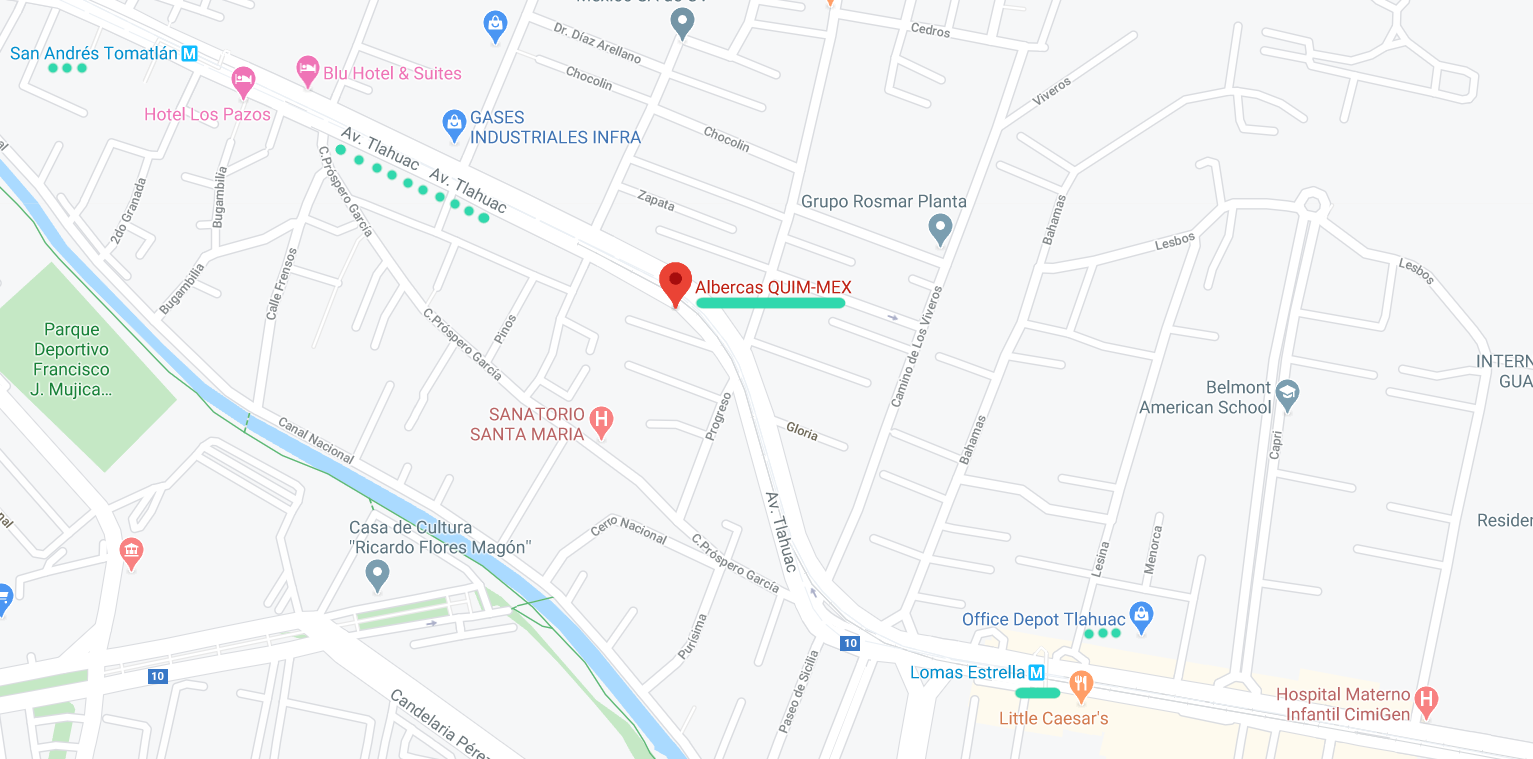 San Andrés Tomatlán M
Blu Hotel & Suites
Hotel Los Pazos
GASES
INDUSTRIALES INFRA
Dr. Díaz Arellano
Chocolin
Chocolin
Cedros
Viveros
Av. Tlahuac
Av. Tlahuac
C.Próspero García
2do Granada
Bugambilia
Bugambilia
Calle Frensos
Zapata
Grupo Rosmar Planta
Bahamas
Lesbos
Lesbos
Albercas QUIM-MEX
Parque
Deportivo
Francisco
J. Mujica...
C.Próspero García
Pinos
Camino de Los Viveros
SANATORIO
SANTA MARIA
Progreso
Gloria
Belmont
American School
Capri
Bahamas
Canal Nacional
Av. Tlahuac
Casa de Cultura
"Ricardo Flores Magón"
Cerro Nacional
C.Próspero García
Lesina
Menorca
Purísima
Paseo de Sicilia
10
10
Office Depot Tlahuac
Lomas Estrella M
Little Caesar's
Hospital Materno
Infantil CimiGen
Candelaria Pérez